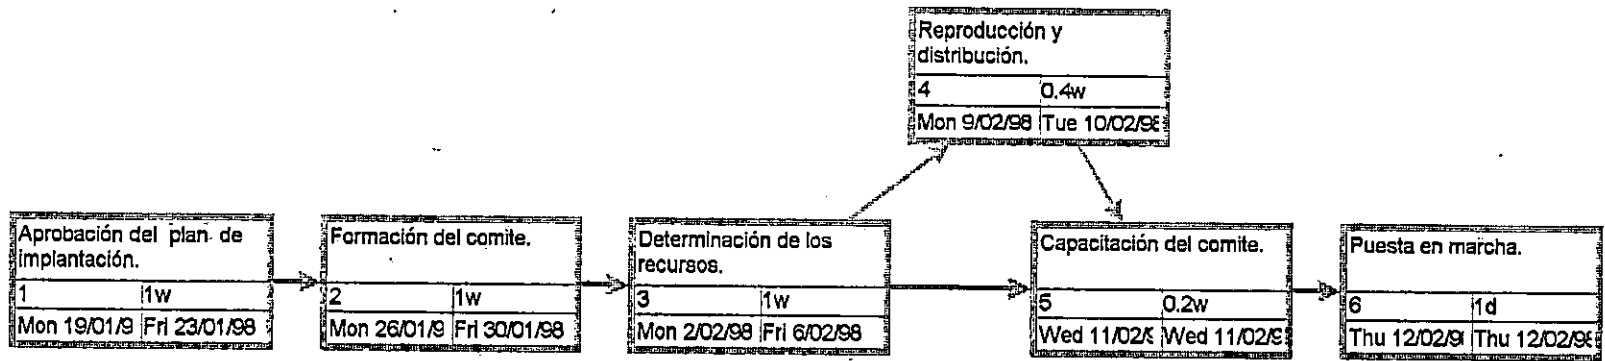 Reproducción y
distribución.
4 0.4w
Mon 9/02/98 Tue 10/02/98
Aprobación del plan de
implantación.
1 1w
Mon 19/01/9 Fri 23/01/98
Formación del comite.
2 1w
Mon 26/01/9 Fri 30/01/98
Determinación de los
recursos.
3 1w
Mon 2/02/98 Fri 6/02/98
Capacitación del comite.
5 0.2w
Wed 11/02/9 Wed 11/02/9
Puesta en marcha.
6 1d
Thu 12/02/9 Thu 12/02/98